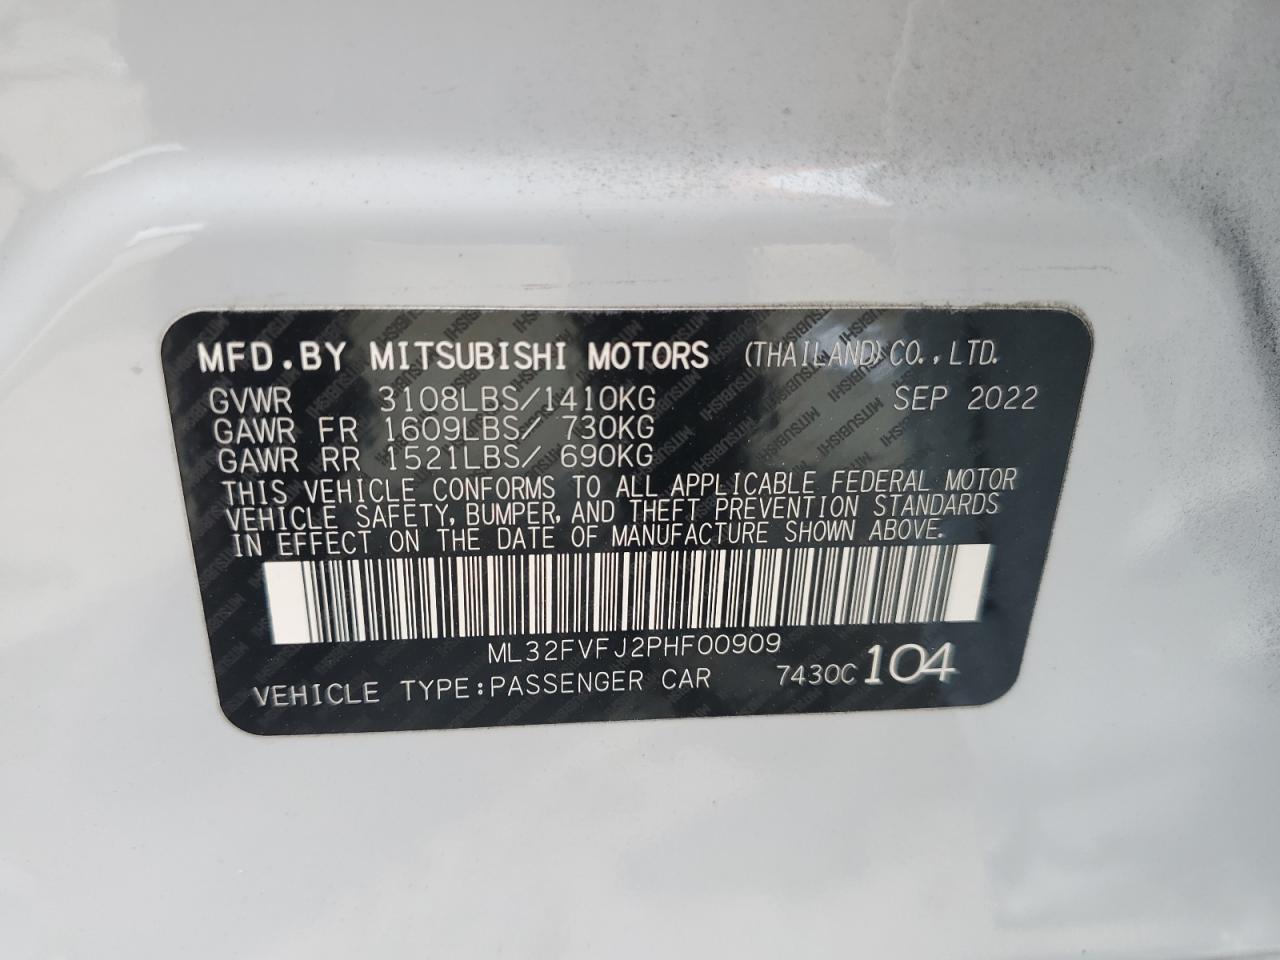 MFD.BY MITSUBISHI MOTORS (THAILAND)CO.,LTD.
GVWR 3108LBS/1410KG SEP 2022
GAWR FR 1609LBS/ 730KG
GAWR RR 1521LBS/ 690KG
THIS VEHICLE CONFORMS TO ALL APPLICABLE FEDERAL MOTOR
VEHICLE SAFETY, BUMPER, AND THEFT PREVENTION STANDARDS
IN EFFECT ON THE DATE OF MANUFACTURE SHOWN ABOVE.
ML32FVFJ2PHF00909
VEHICLE TYPE:PASSENGER CAR 7430C 104